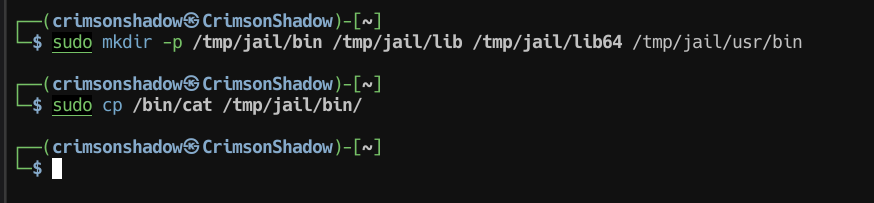 ┌──(crimsonshadow㉿CrimsonShadow)-[~]
└─$ sudo mkdir -p /tmp/jail/bin /tmp/jail/lib /tmp/jail/lib64 /tmp/jail/usr/bin
┌──(crimsonshadow㉿CrimsonShadow)-[~]
└─$ sudo cp /bin/cat /tmp/jail/bin/
┌──(crimsonshadow㉿CrimsonShadow)-[~]
└─$